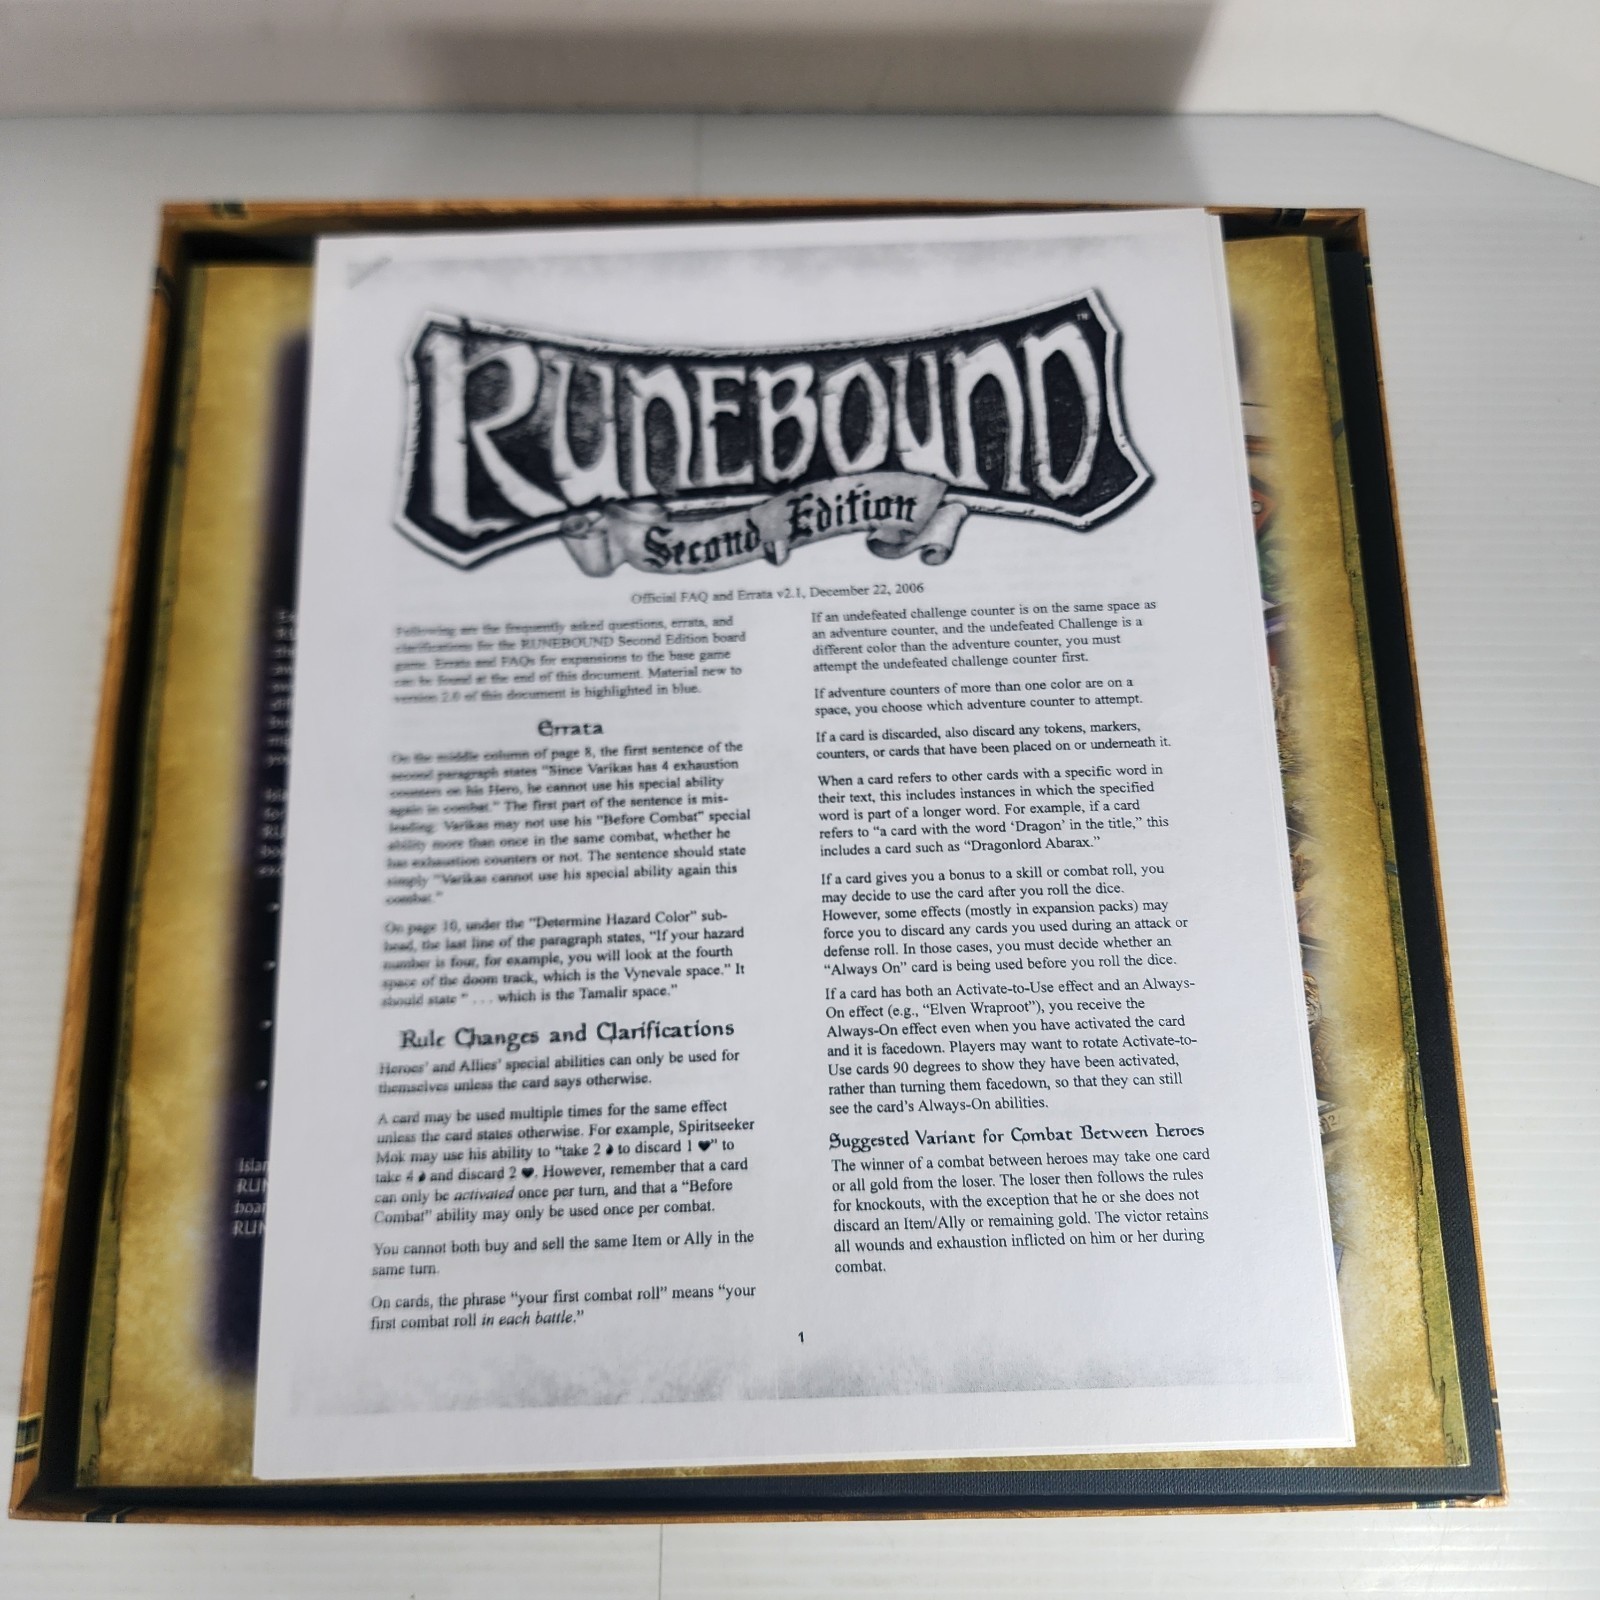 RUNEBOUND
TM
Second Edition
Official FAQ and Errata v2.1, December 22, 2006
Following are the frequently asked questions, errata, and
clarifications for the RUNEBOUND Second Edition board
game. Errata and FAQs for expansions to the base game
can be found at the end of this document. Material new to
version 2.0 of this document is highlighted in blue.
Errata
On the middle column of page 8, the first sentence of the
second paragraph states "Since Varikas has 4 exhaustion
counters on his Hero, he cannot use his special ability
again in combat." The first part of the sentence is mis-
leading: Varikas may not use his "Before Combat" special
ability more than once in the same combat, whether he
has exhaustion counters or not. The sentence should state
simply "Varikas cannot use his special ability again this
combat."
On page 10, under the "Determine Hazard Color" sub-
head, the last line of the paragraph states, "If your hazard
number is four, for example, you will look at the fourth
space of the doom track, which is the Vynevale space." It
should state " . . . which is the Tamalir space."
Rule Changes and Clarifications
Heroes' and Allies' special abilities can only be used for
themselves unless the card says otherwise.
A card may be used multiple times for the same effect
unless the card states otherwise. For example, Spiritseeker
Mok may use his ability to "take 2 to discard 1 ♥" to
take 4 and discard 2 ♥. However, remember that a card
can only be activated once per turn, and that a "Before
Combat" ability may only be used once per combat.
You cannot both buy and sell the same Item or Ally in the
same turn.
On cards, the phrase "your first combat roll" means "your
first combat roll in each battle."
If an undefeated challenge counter is on the same space as
an adventure counter, and the undefeated Challenge is a
different color than the adventure counter, you must
attempt the undefeated challenge counter first.
If adventure counters of more than one color are on a
space, you choose which adventure counter to attempt.
If a card is discarded, also discard any tokens, markers,
counters, or cards that have been placed on or underneath it.
When a card refers to other cards with a specific word in
their text, this includes instances in which the specified
word is part of a longer word. For example, if a card
refers to "a card with the word 'Dragon' in the title," this
includes a card such as "Dragonlord Abarax."
If a card gives you a bonus to a skill or combat roll, you
may decide to use the card after you roll the dice.
However, some effects (mostly in expansion packs) may
force you to discard any cards you used during an attack or
defense roll. In those cases, you must decide whether an
"Always On" card is being used before you roll the dice.
If a card has both an Activate-to-Use effect and an Always-
On effect (e.g., "Elven Wraproot"), you receive the
Always-On effect even when you have activated the card
and it is facedown. Players may want to rotate Activate-to-
Use cards 90 degrees to show they have been activated,
rather than turning them facedown, so that they can still
see the card's Always-On abilities.
Suggested Variant for Combat Between heroes
The winner of a combat between heroes may take one card
or all gold from the loser. The loser then follows the rules
for knockouts, with the exception that he or she does not
discard an Item/Ally or remaining gold. The victor retains
all wounds and exhaustion inflicted on him or her during
combat.
1